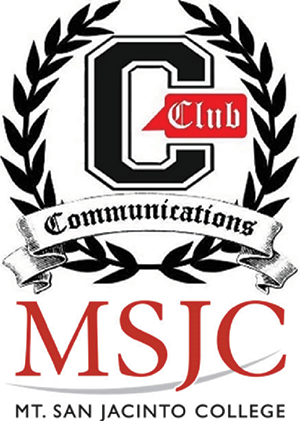 C
Club
Communications
MSJC
MT. SAN JACINTO COLLEGE